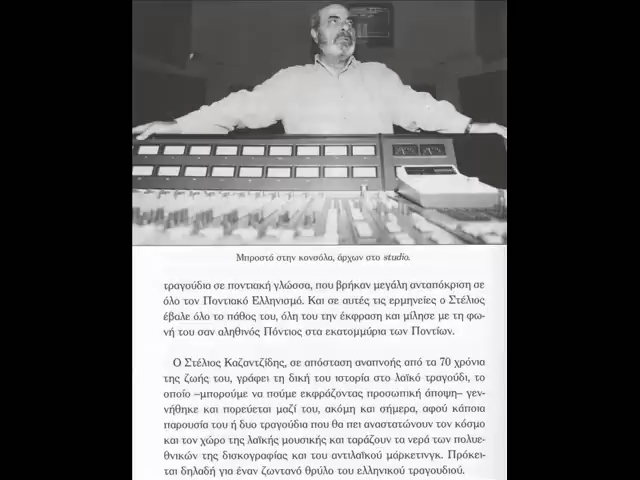 Μπροστά στην κονσόλα, άρχων στο studio.
τραγούδια σε ποντιακή γλώσσα, που βρήκαν μεγάλη ανταπόκριση σε
όλο τον Ποντιακό Ελληνισμό. Και σε αυτές τις ερμηνείες ο Στέλιος
έβαλε όλο το πάθος του, όλη του την έκφραση και μίλησε με τη φω-
νή του σαν αληθινός Πόντιος στα εκατομμύρια των Ποντίων.
Ο Στέλιος Καζαντζίδης, σε απόσταση αναπνοής από τα 70 χρόνια
της ζωής του, γράφει τη δική του ιστορία στο λαϊκό τραγούδι, το
οποίο –μπορούμε να πούμε εκφράζοντας προσωπική άποψη– γεν-
νήθηκε και πορεύεται μαζί του, ακόμη και σήμερα, αφού κάποια
παρουσία του ή δυο τραγούδια που θα πει αναστατώνουν τον κόσμο
και τον χώρο της λαϊκής μουσικής και ταράζουν τα νερά των πολυε-
θνικών της δισκογραφίας και του αντιλαϊκού μάρκετινγκ. Πρόκει-
ται δηλαδή για έναν ζωντανό θρύλο του ελληνικού τραγουδιού.